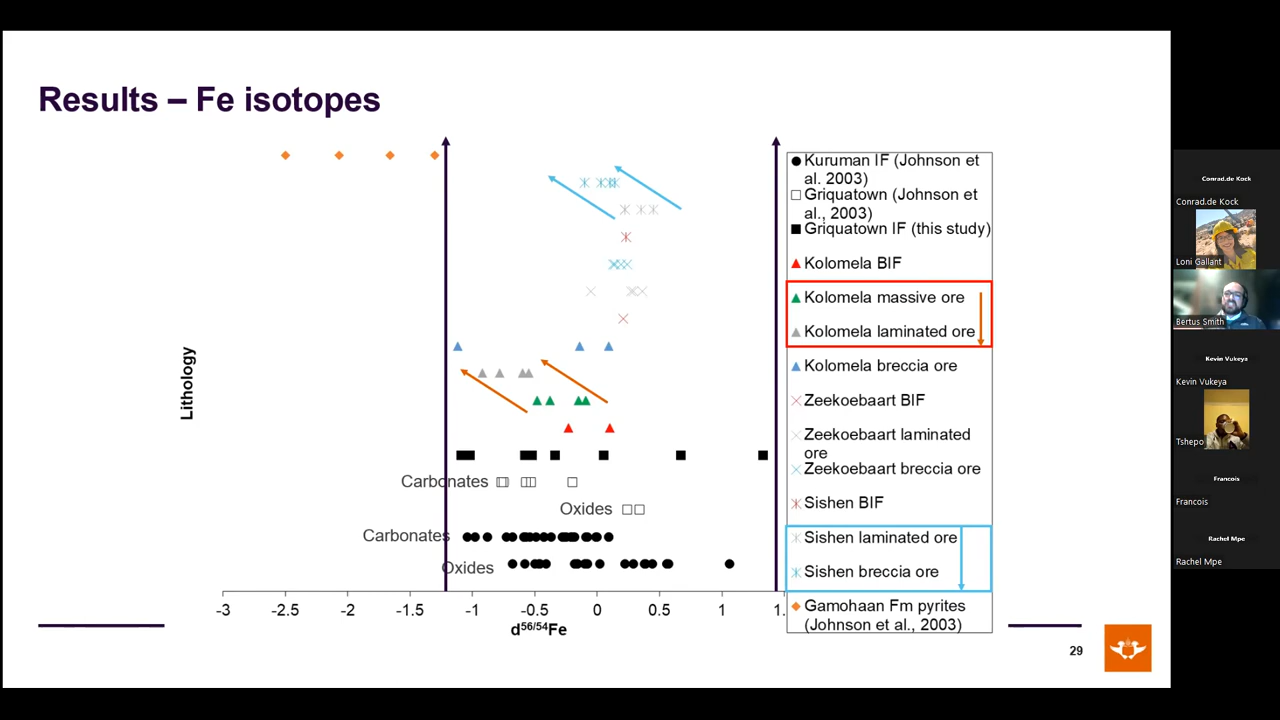 Results – Fe isotopes
Lithology
Carbonates
Oxides
Carbonates
Oxides
-3
-2.5
-2
-1.5
-1
-0.5
0
0.5
1
1.
d56/54Fe
Kuruman IF (Johnson et
al. 2003)
Griquatown (Johnson et
al., 2003)
Griquatown IF (this study)
Kolomela BIF
Kolomela massive ore
Kolomela laminated ore
Kolomela breccia ore
Zeekoebaart BIF
Zeekoebaart laminated
ore
Zeekoebaart breccia ore
Sishen BIF
Sishen laminated ore
Sishen breccia ore
Gamohaan Fm pyrites
(Johnson et al., 2003)
29
Conrad.de Kock
Conrad.de Kock
Loni Gallant
Bertus Smith
Kevin Vukeya
Kevin Vukeya
Tshepo
Francois
Francois
Rachel Mpe
Rachel Mpe